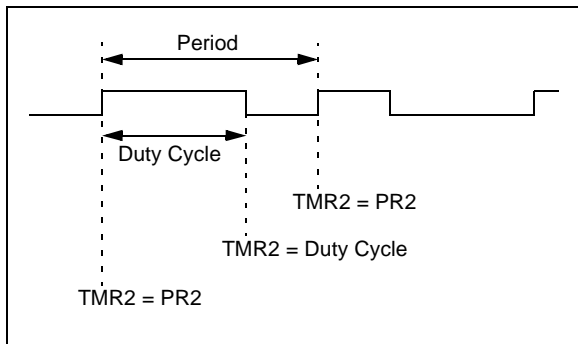 Period
Duty Cycle
TMR2 = PR2
TMR2 = Duty Cycle
TMR2 = PR2